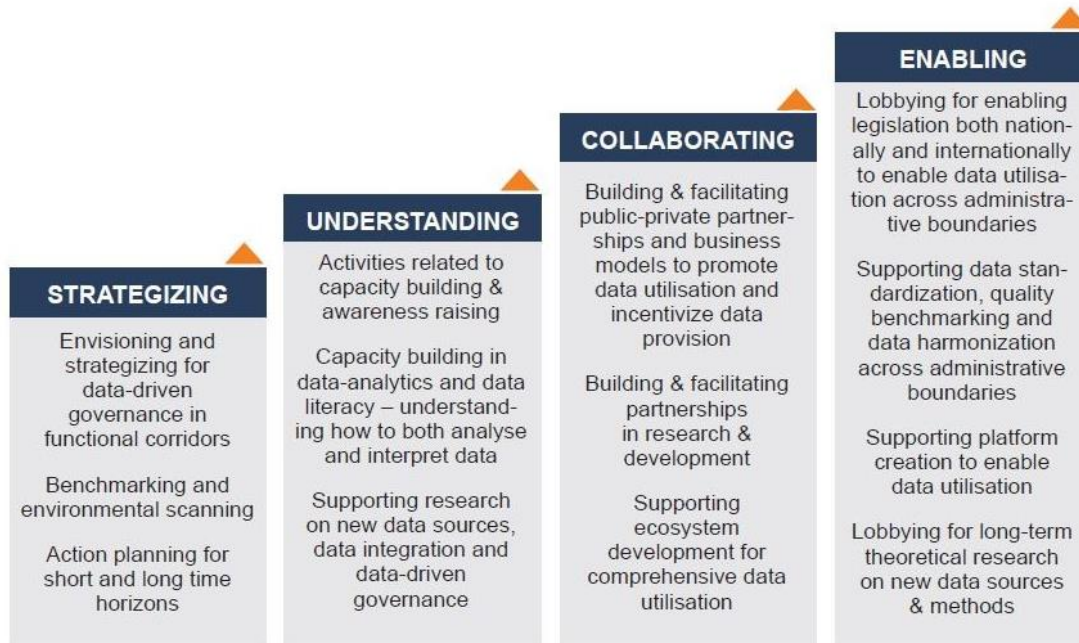 STRATEGIZING
Envisioning and
strategizing for
data-driven
governance in
functional corridors
Benchmarking and
environmental scanning
Action planning for
short and long time
horizons
UNDERSTANDING
Activities related to
capacity building &
awareness raising
Capacity building in
data-analytics and data
literacy – understand-
ing how to both analyse
and interpret data
Supporting research
on new data sources,
data integration and
data-driven
governance
COLLABORATING
Building & facilitating
public-private partner-
ships and business
models to promote
data utilisation and
incentivize data
provision
Building & facilitating
partnerships
in research &
development
Supporting
ecosystem
development for
comprehensive data
utilisation
ENABLING
Lobbying for enabling
legislation both nation-
ally and internationally
to enable data utilisa-
tion across administra-
tive boundaries
Supporting data stan-
dardization, quality
benchmarking and
data harmonization
across administrative
boundaries
Supporting platform
creation to enable
data utilisation
Lobbying for long-term
theoretical research
on new data sources
& methods